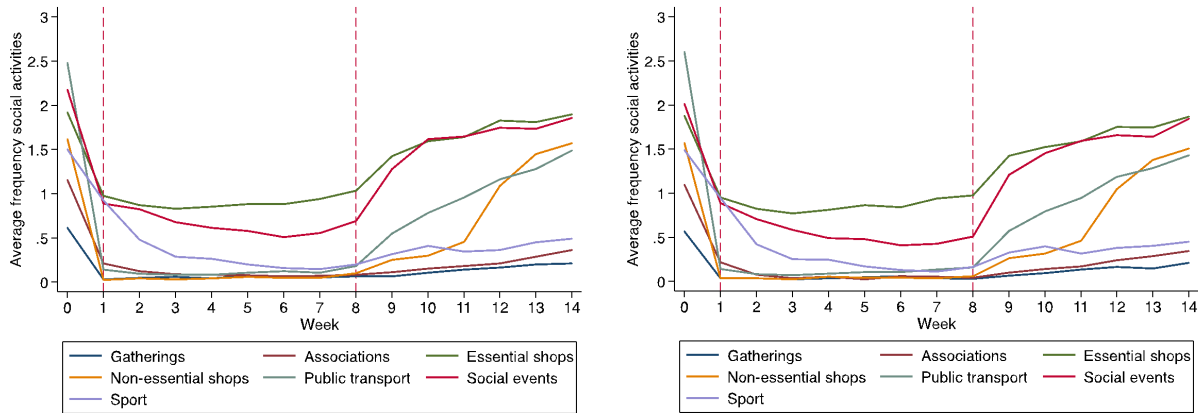 3
2.5
2
1.5
1
.5
0
Average frequency social activities
0 1 2 3 4 5 6 7 8 9 10 11 12 13 14
Week
Gatherings Associations Essential shops
Non-essential shops Public transport Social events
Sport
3
2.5
2
1.5
1
.5
0
Average frequency social activities
0 1 2 3 4 5 6 7 8 9 10 11 12 13 14
Week
Gatherings Associations Essential shops
Non-essential shops Public transport Social events
Sport